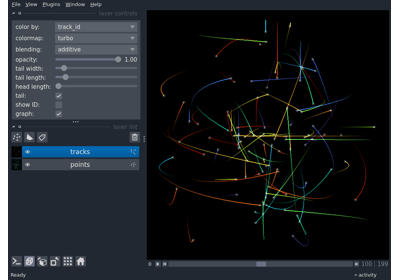 File View Plugins Window Help
layer controls
color by: track_id
colormap: turbo
blending: additive
opacity: 1.00
tail width:
tail length:
head length:
tail:
show ID:
graph:
layer list
tracks
points
0 100 | 199
Ready activity